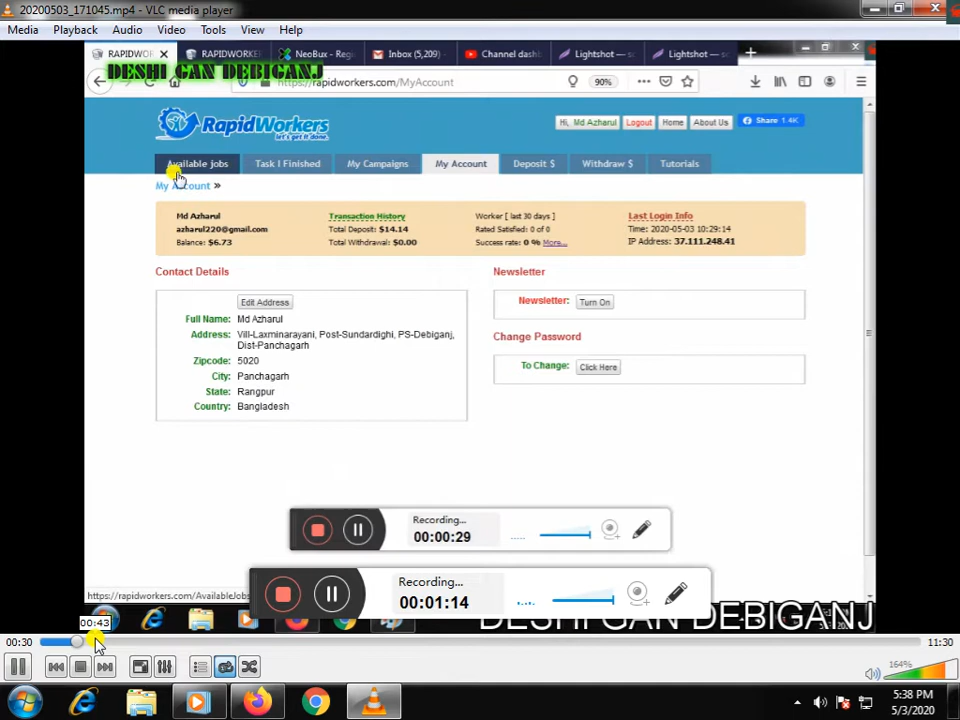 20200503_171045.mp4 - VLC media player
Media Playback Audio Video Tools View Help
RAPIDWO RAPIDWORKE NeoBux - Reg Inbox (5,209) Channel dash Lightshot — s Lightshot — s
DESHI GAN DEBIGANJ
https://rapidworkers.com/MyAccount 90%
RapidWorkers
let's get it done.
Hi, Md Azharul Logout Home About Us Share 1.4K
Available jobs Task I Finished My Campaigns My Account Deposit $ Withdraw $ Tutorials
My Account »
Md Azharul Transaction History Worker [ last 30 days ] Last Login Info
azharul220@gmail.com Total Deposit: $14.14 Rated Satisfied: 0 of 0 Time: 2020-05-03 10:29:14
Balance: $6.73 Total Withdrawal: $0.00 Success rate: 0 % More... IP Address: 37.111.248.41
Contact Details Newsletter
Edit Address Newsletter: Turn On
Full Name: Md Azharul
Address: Vill-Laxminarayani, Post-Sundardighi, PS-Debiganj, Dist-Panchagarh
Change Password
Zipcode: 5020 To Change: Click Here
City: Panchagarh
State: Rangpur
Country: Bangladesh
Recording...
00:00:29
Recording...
00:01:14
https://rapidworkers.com/AvailableJobs
DESHI GAN DEBIGANJ
00:43
00:30 11:30
164%
5:38 PM
5/3/2020